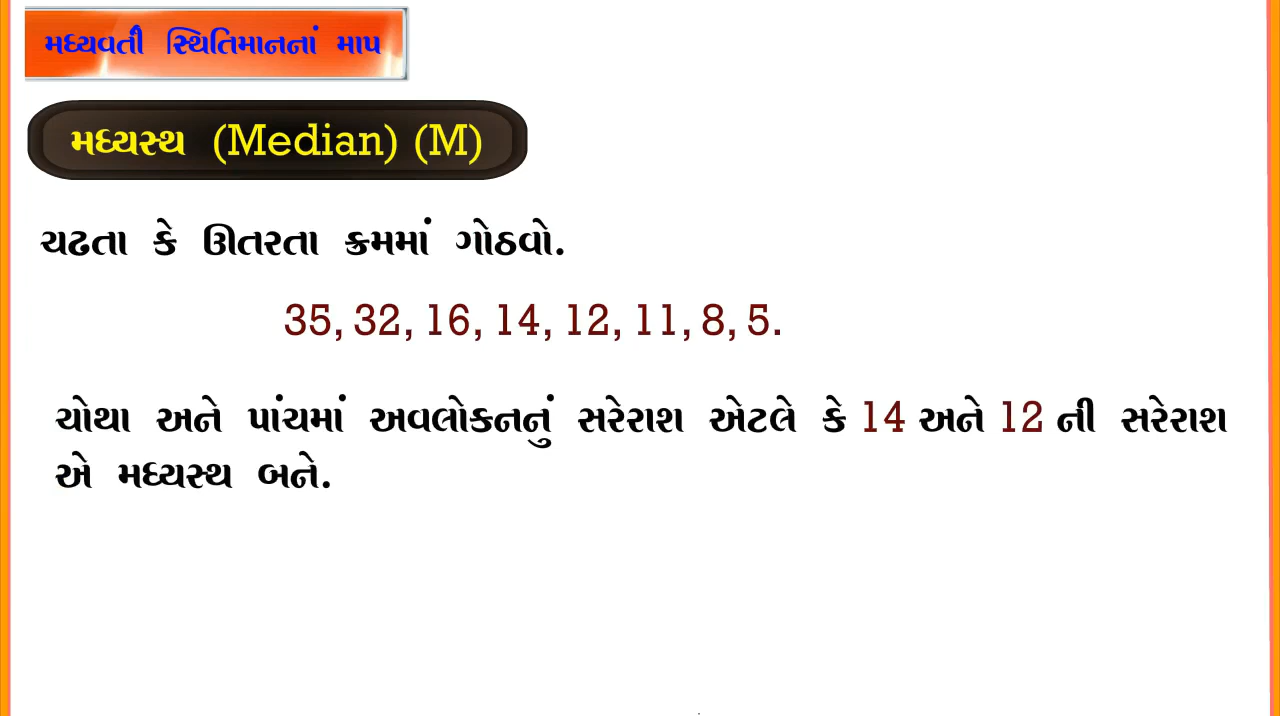 મધ્યવર્તી સ્થિતિમાનનાં માપ
મધ્યસ્થ (Median) (M)
ચઢતા કે ઊતરતા ક્રમમાં ગોઠવો.
35, 32, 16, 14, 12, 11, 8, 5.
ચોથા અને પાંચમાં અવલોકનનું સરેરાશ એટલે કે 14 અને 12 ની સરેરાશ
એ મધ્યસ્થ બને.